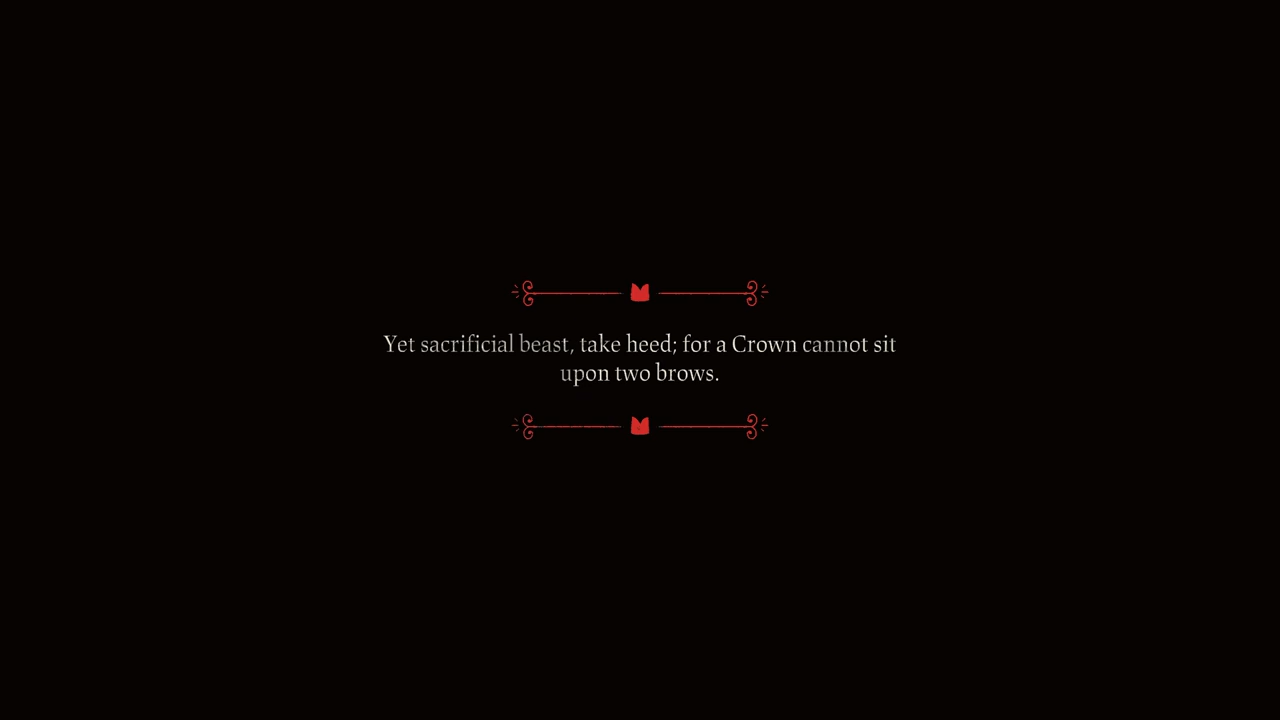 Yet sacrificial beast, take heed; for a Crown cannot sit
upon two brows.